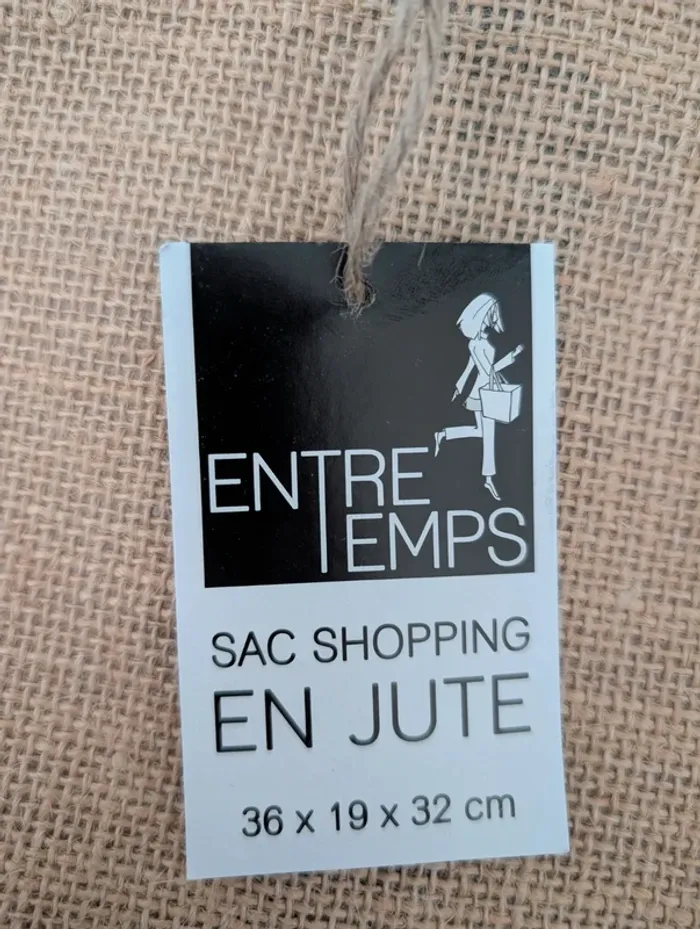 ENTRE
TEMPS
SAC SHOPPING
EN JUTE
36 x 19 x 32 cm